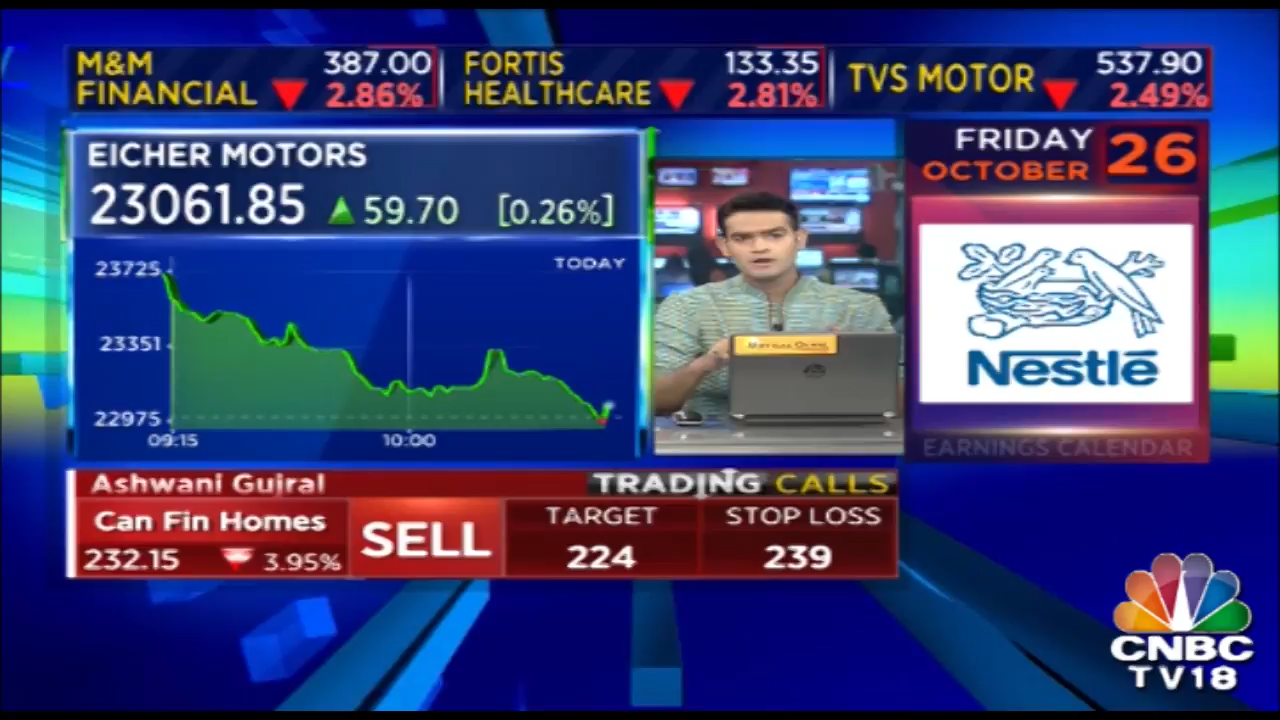 M&M
FINANCIAL
387.00
2.86%
FORTIS
HEALTHCARE
133.35
2.81%
TVS MOTOR
537.90
2.49%
EICHER MOTORS
23061.85 59.70 [0.26%]
TODAY
23725
23351
22975
09:15 10:00
FRIDAY
OCTOBER 26
Nestlé
EARNINGS CALENDAR
Ashwani Gujral
TRADING CALLS
Can Fin Homes
232.15 3.95%
SELL
TARGET
224
STOP LOSS
239
CNBC
TV18